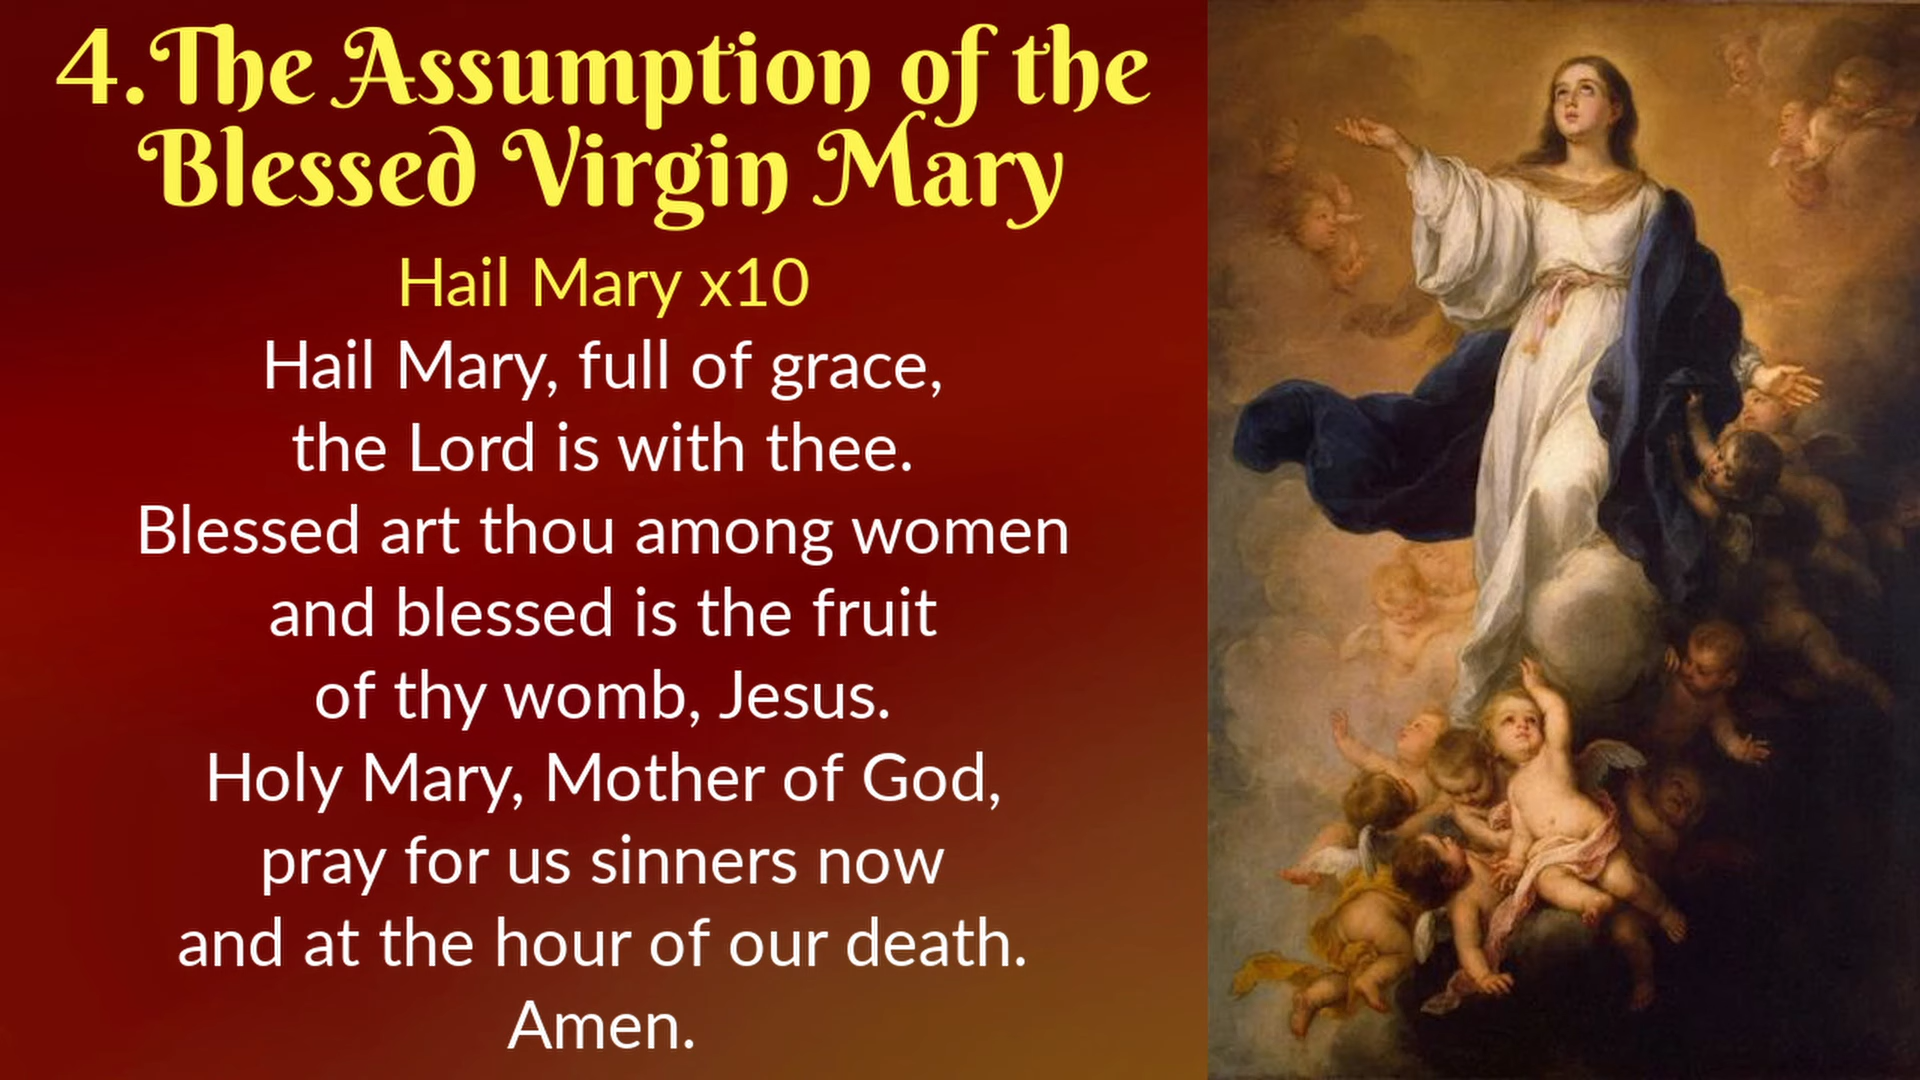 4.The Assumption of the
Blessed Virgin Mary
Hail Mary x10
Hail Mary, full of grace,
the Lord is with thee.
Blessed art thou among women
and blessed is the fruit
of thy womb, Jesus.
Holy Mary, Mother of God,
pray for us sinners now
and at the hour of our death.
Amen.